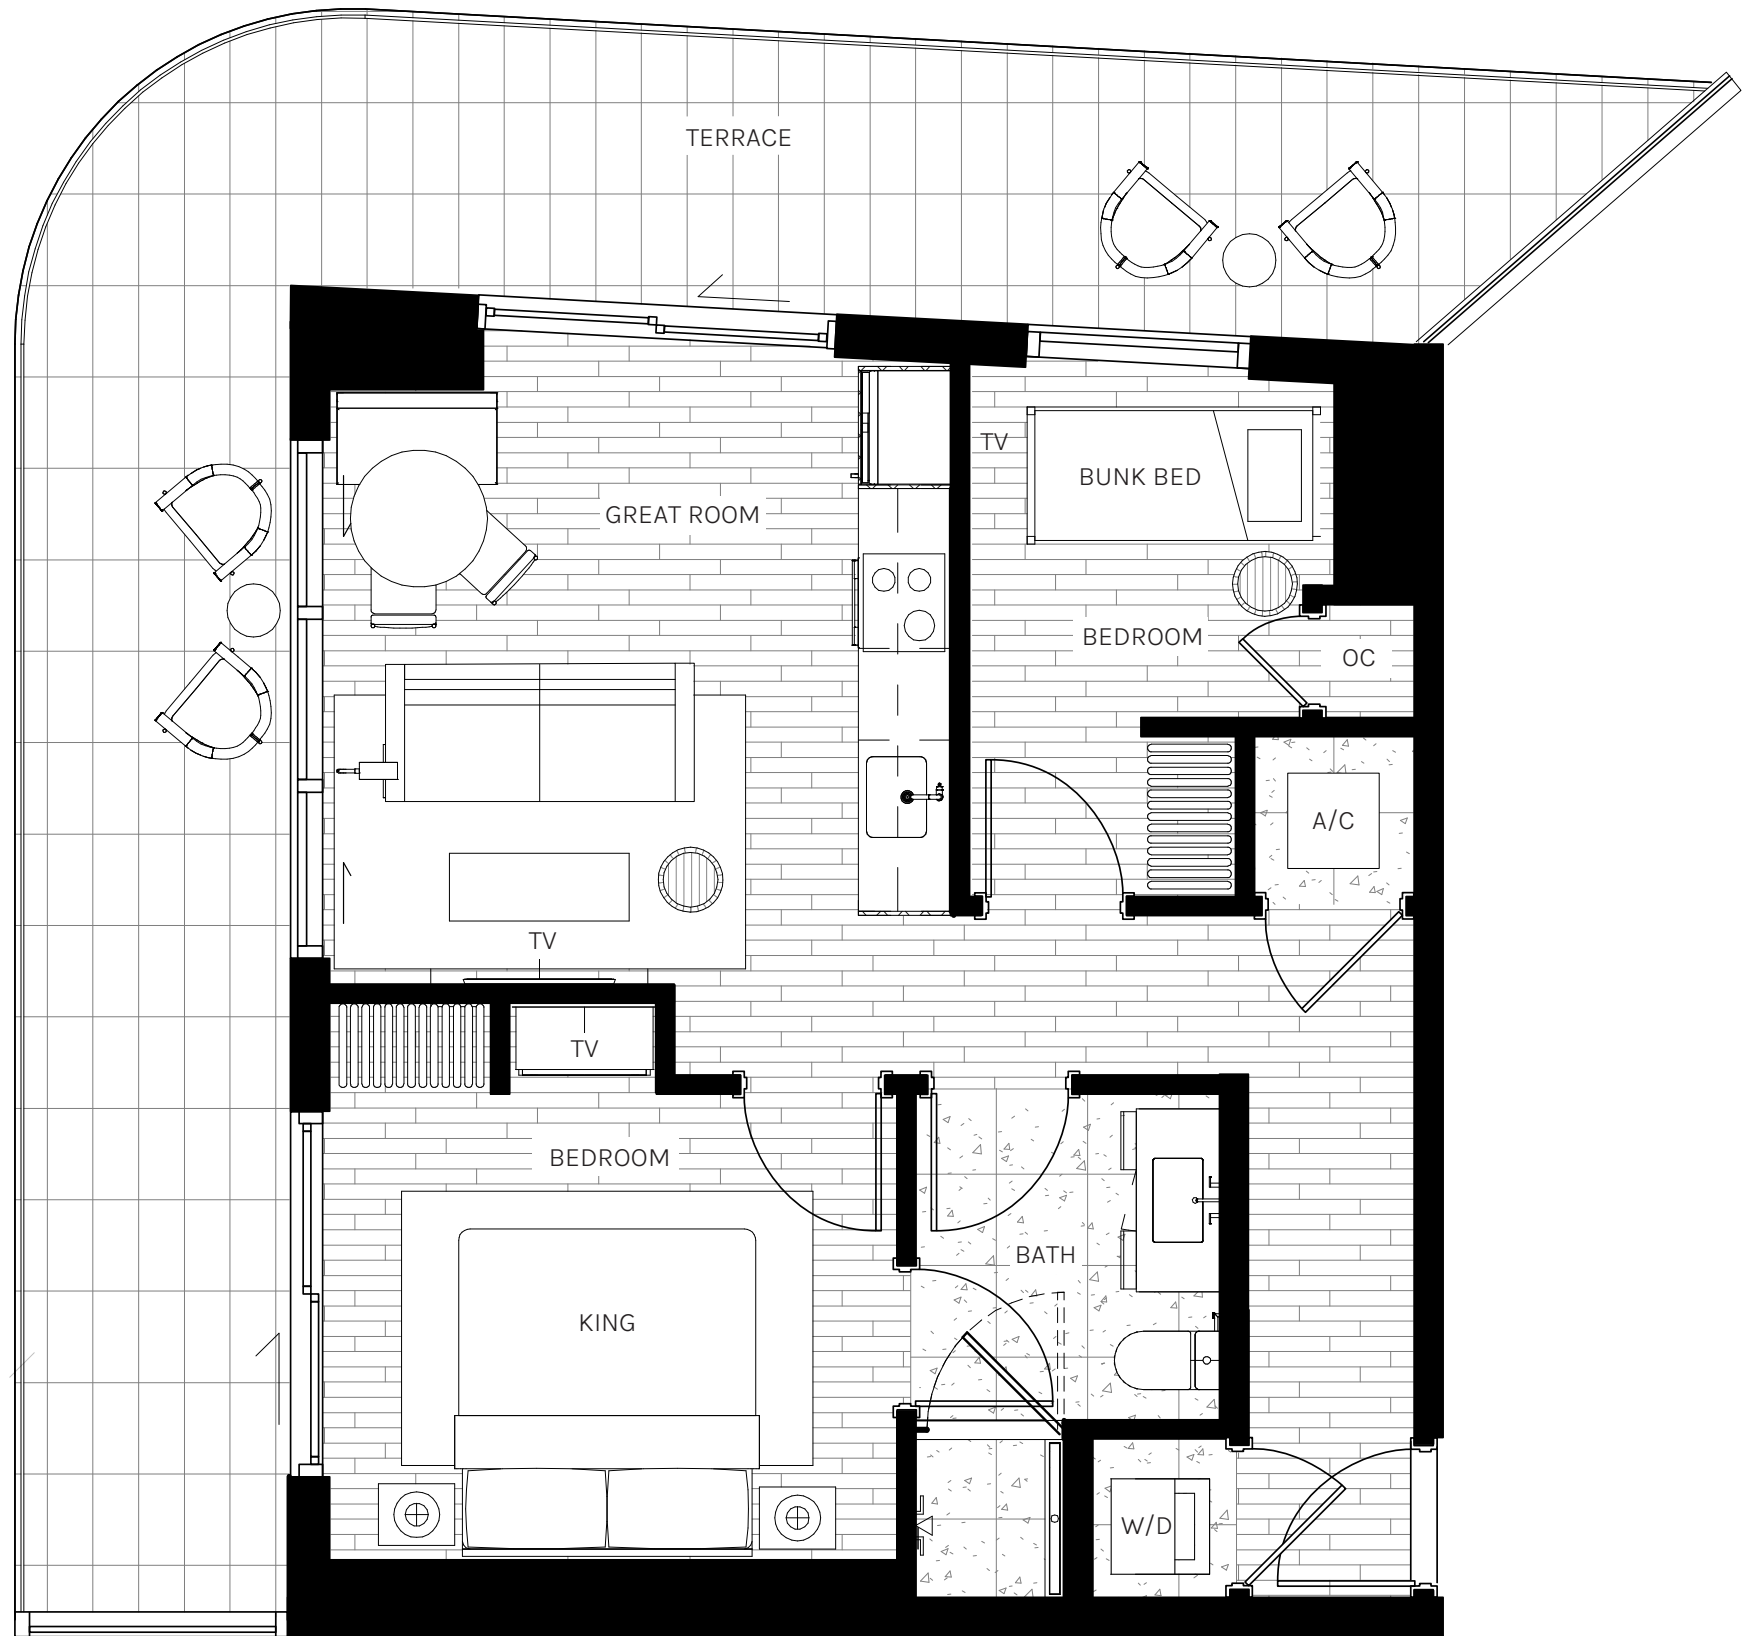 TERRACE
TV
BUNK BED
GREAT ROOM
BEDROOM
OC
A/C
TV
TV
BEDROOM
BATH
KING
W/D